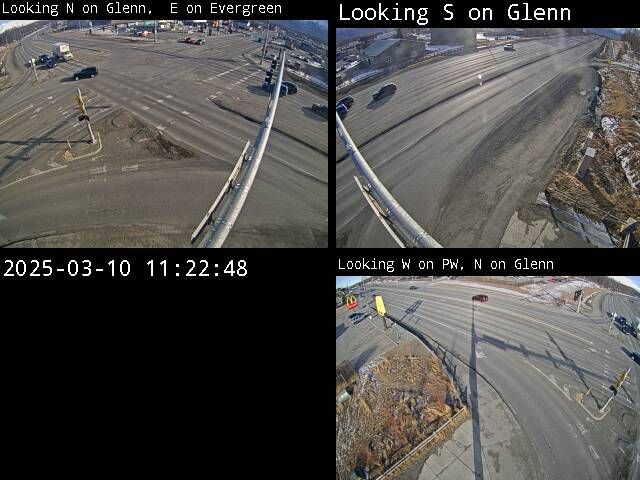 Looking N on Glenn,  E on Evergreen
Looking S on Glenn
2025-03-10 11:22:48
Looking W on PW, N on Glenn